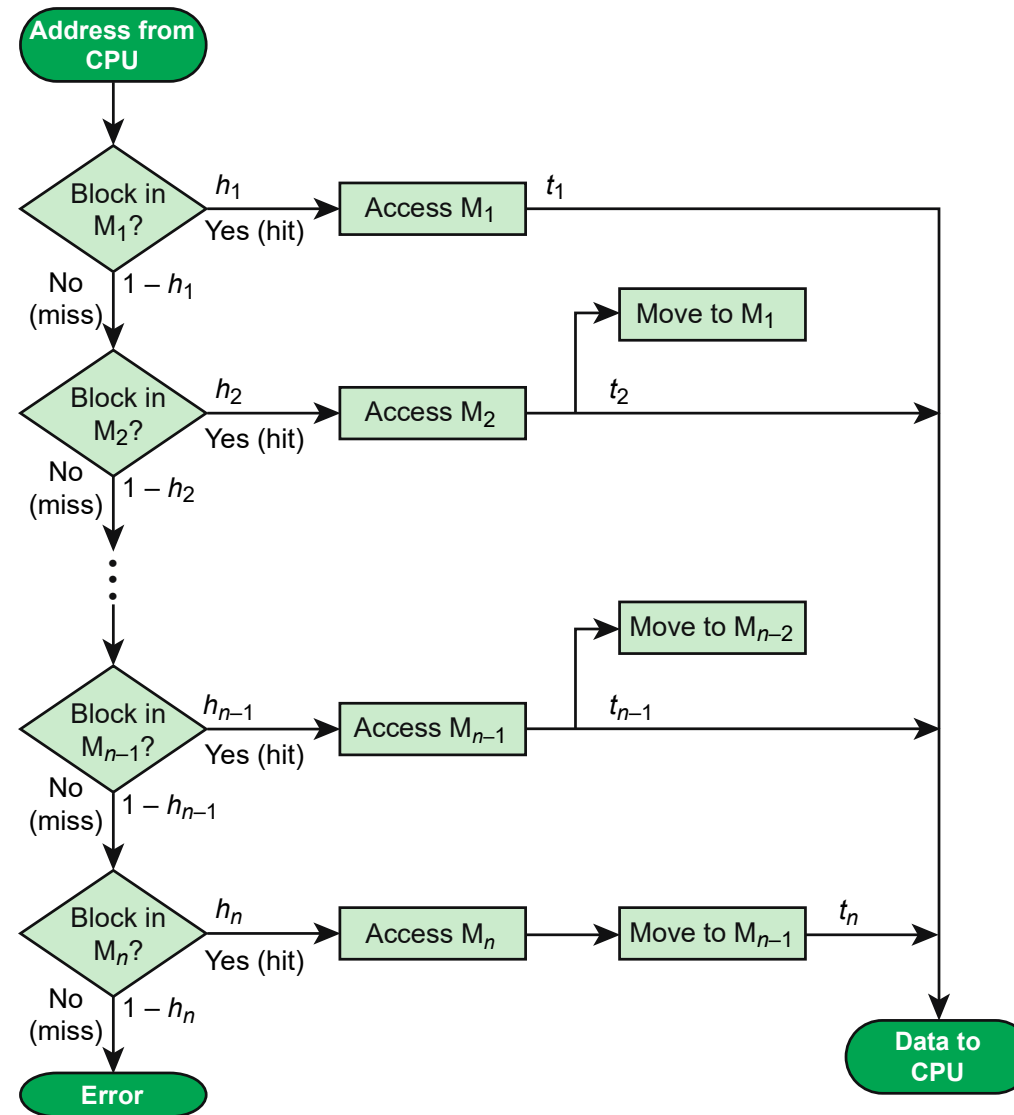 Address from
CPU
Block in
M₁?
h₁
Yes (hit)
Access M₁
t₁
No
(miss)
1 – h₁
Move to M₁
Block in
M₂?
h₂
Yes (hit)
Access M₂
t₂
No
(miss)
1 – h₂
Move to Mₙ₋₂
Block in
Mₙ₋₁?
hₙ₋₁
Yes (hit)
Access Mₙ₋₁
tₙ₋₁
No
(miss)
1 – hₙ₋₁
Block in
Mₙ?
hₙ
Yes (hit)
Access Mₙ
Move to Mₙ₋₁
tₙ
No
(miss)
1 – hₙ
Data to
CPU
Error